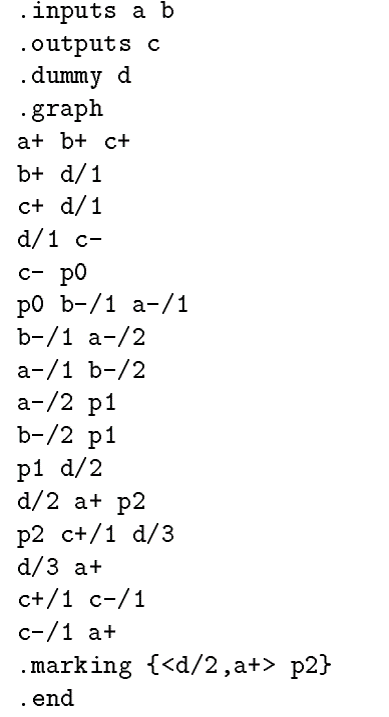 .inputs a b
.outputs c
.dummy d
.graph
a+ b+ c+
b+ d/1
c+ d/1
d/1 c-
c- p0
p0 b-/1 a-/1
b-/1 a-/2
a-/1 b-/2
a-/2 p1
b-/2 p1
p1 d/2
d/2 a+ p2
p2 c+/1 d/3
d/3 a+
c+/1 c-/1
c-/1 a+
.marking {<d/2,a+> p2}
.end